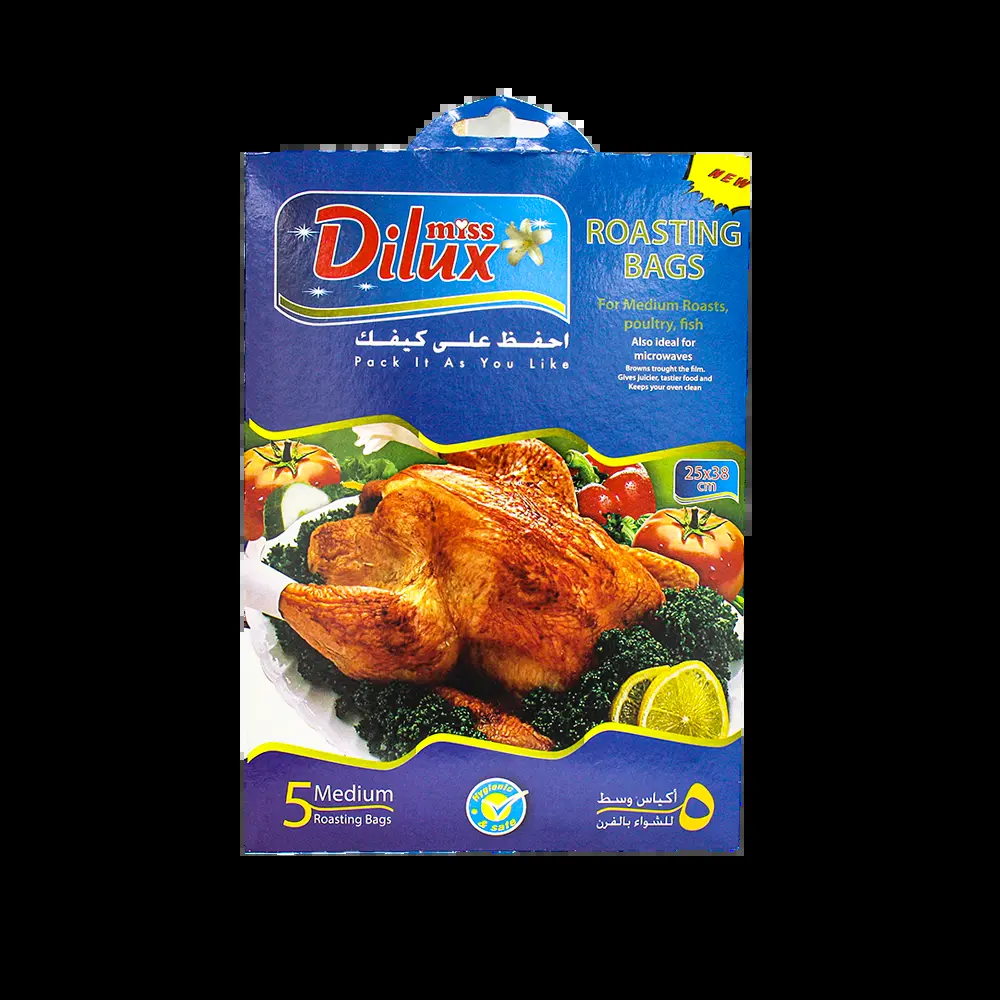 NEW
miss
Dilux
احفظ على كيفك
Pack It As You Like
ROASTING
BAGS
For Medium Roasts,
poultry, fish
Also ideal for
microwaves
Browns trought the film.
Gives juicier, tastier food and
Keeps your oven clean
25x38
cm
5 Medium
Roasting Bags
Hygienic
& safe
٥ أكياس وسط
للشواء بالفرن